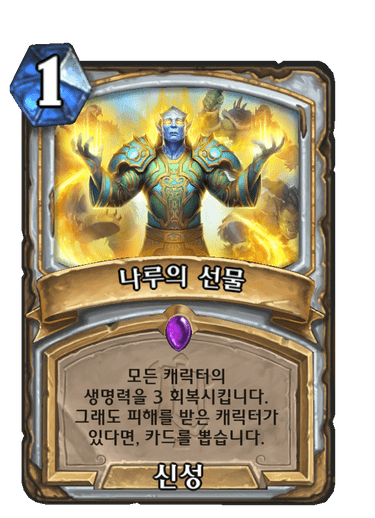 1
나루의 선물
모든 캐릭터의
생명력을 3 회복시킵니다.
그래도 피해를 받은 캐릭터가
있다면, 카드를 뽑습니다.
신성